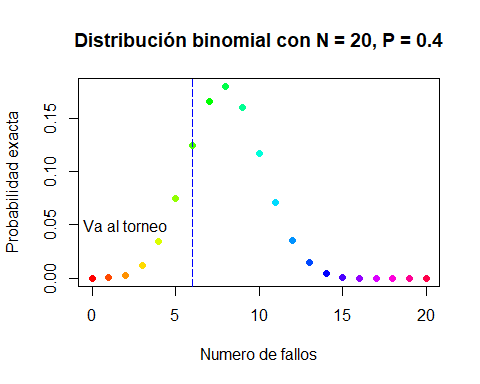 Distribución binomial con N = 20, P = 0.4
Probabilidad exacta
0.15
0.10
0.05
0.00
Va al torneo
0 5 10 15 20
Numero de fallos